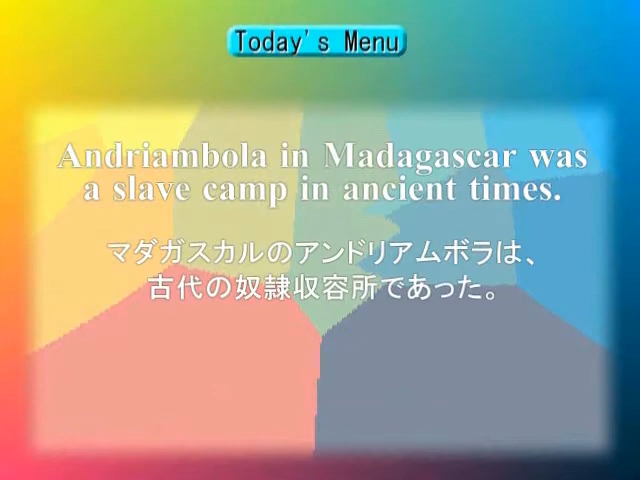 Today's Menu
Andriambola in Madagascar was
a slave camp in ancient times.
マダガスカルのアンドリアムボラは、
古代の奴隷収容所であった。